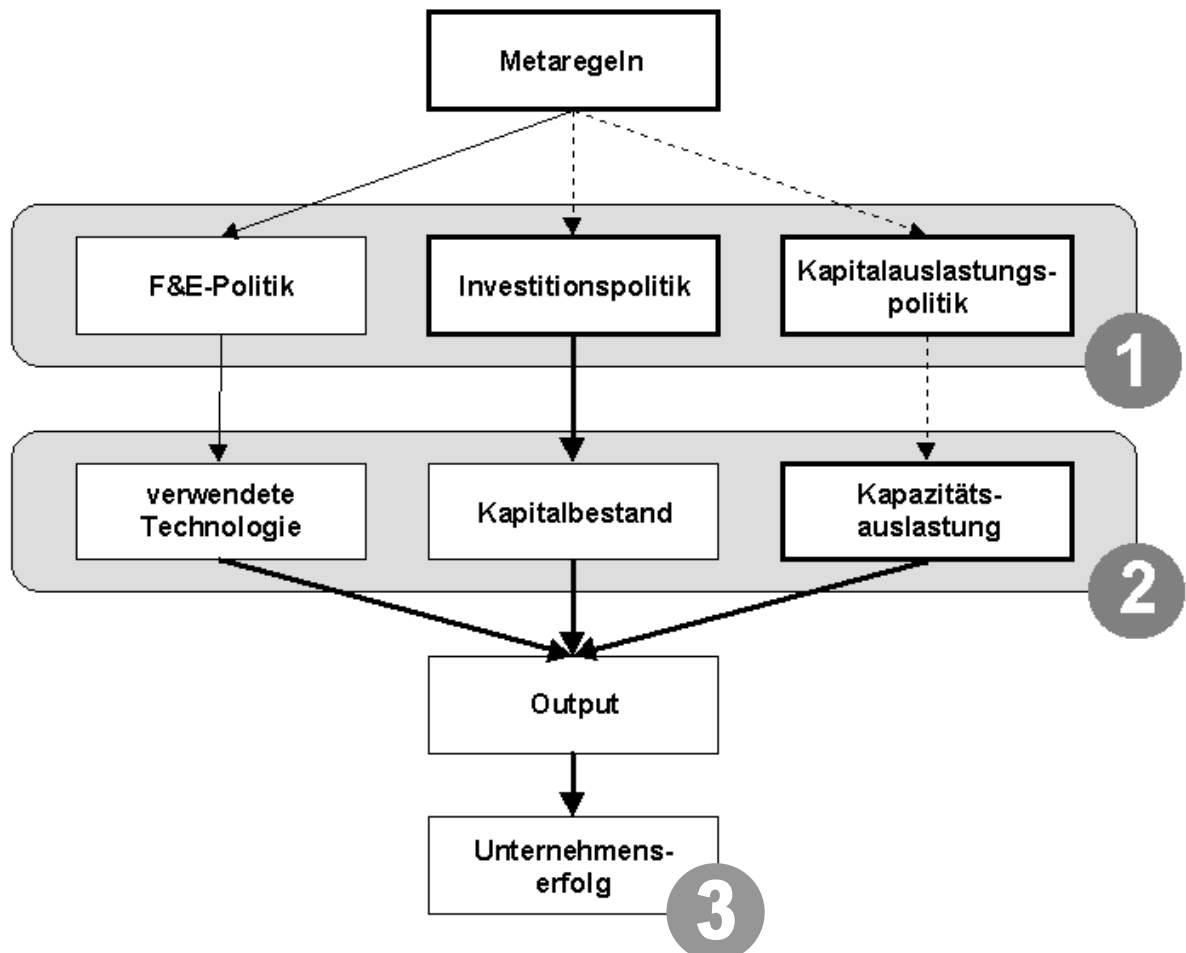 Metaregeln
F&E-Politik
Investitionspolitik
Kapitalauslastungs-
politik
1
verwendete
Technologie
Kapitalbestand
Kapazitäts-
auslastung
2
Output
Unternehmens-
erfolg
3